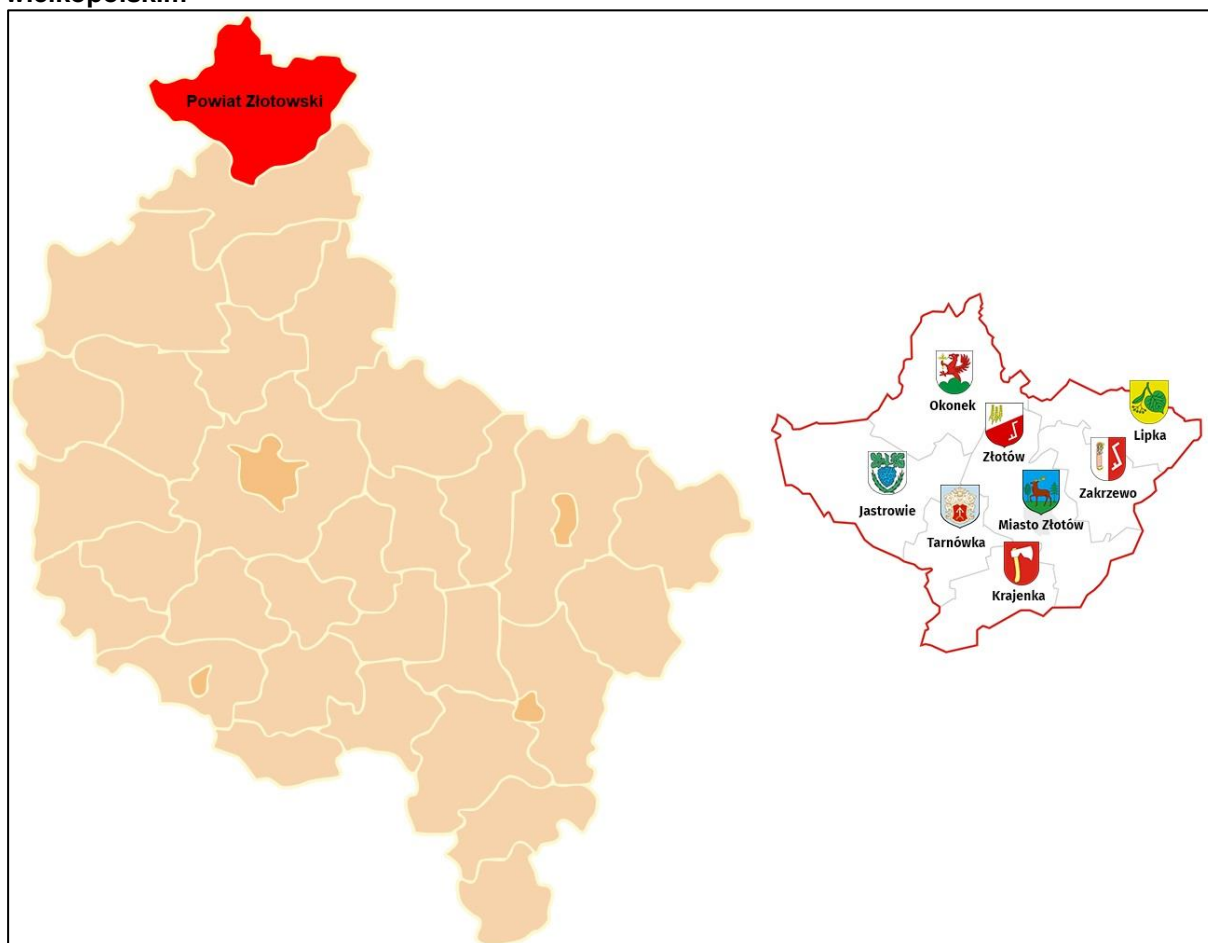 wielkopolskim
Powiat Złotowski
Okonek
Lipka
Złotów
Zakrzewo
Jastrowie
Miasto Złotów
Tarnówka
Krajenka